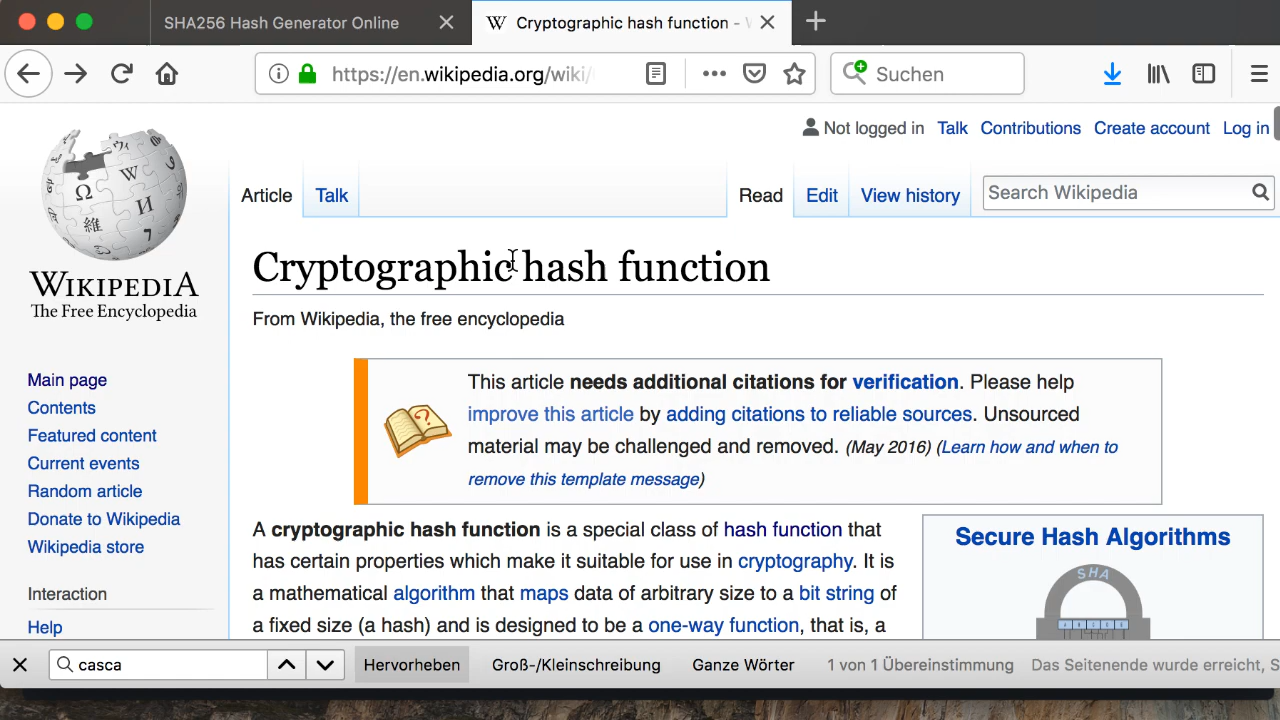 SHA256 Hash Generator Online
Cryptographic hash function -
https://en.wikipedia.org/wiki/
Suchen
Not logged in Talk Contributions Create account Log in
Article Talk Read Edit View history Search Wikipedia
WIKIPEDIA
The Free Encyclopedia
Cryptographic hash function
From Wikipedia, the free encyclopedia
This article needs additional citations for verification. Please help
improve this article by adding citations to reliable sources. Unsourced
material may be challenged and removed. (May 2016) (Learn how and when to
remove this template message)
Main page
Contents
Featured content
Current events
Random article
Donate to Wikipedia
Wikipedia store
Interaction
Help
A cryptographic hash function is a special class of hash function that
has certain properties which make it suitable for use in cryptography. It is
a mathematical algorithm that maps data of arbitrary size to a bit string of
a fixed size (a hash) and is designed to be a one-way function, that is, a
Secure Hash Algorithms
SHA
casca Hervorheben Groß-/Kleinschreibung Ganze Wörter 1 von 1 Übereinstimmung Das Seitenende wurde erreicht, S